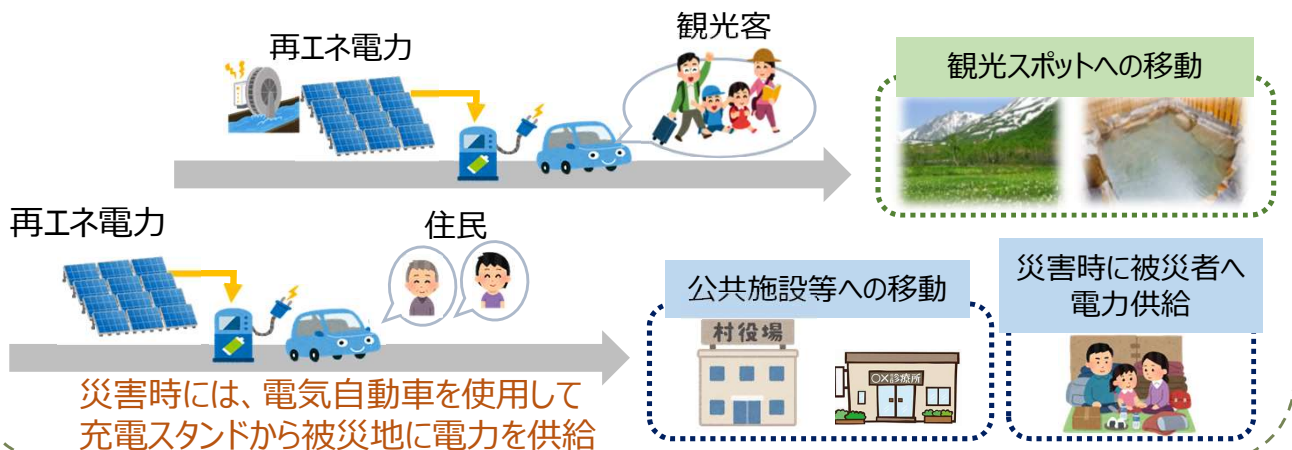 再エネ電力
観光客
観光スポットへの移動
再エネ電力
住民
公共施設等への移動
災害時に被災者へ
電力供給
村役場
○×診療所
災害時には、電気自動車を使用して
充電スタンドから被災地に電力を供給